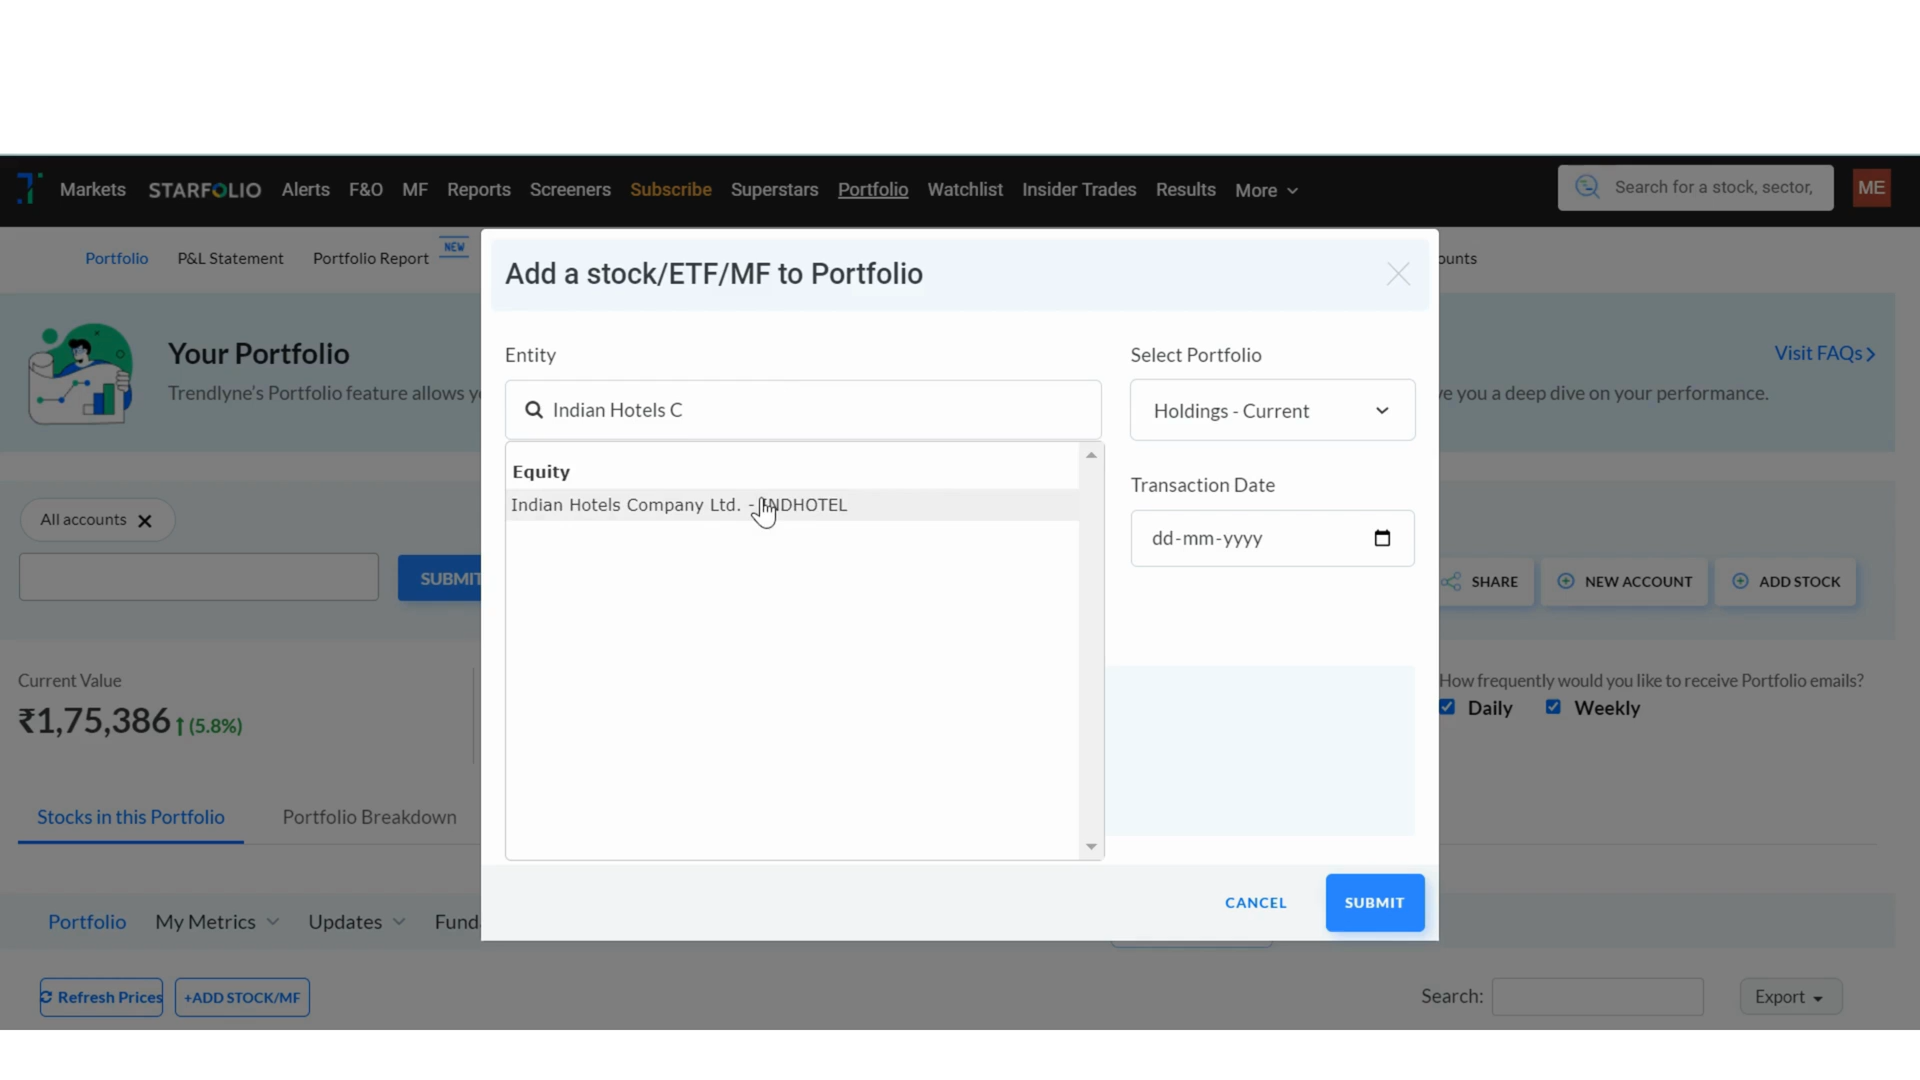 Markets STARFOLIO Alerts F&O MF Reports Screeners Subscribe Superstars Portfolio Watchlist Insider Trades Results More Search for a stock, sector, ME
Portfolio P&L Statement Portfolio Report NEW ounts
Add a stock/ETF/MF to Portfolio
Your Portfolio
Visit FAQs
Trendlyne's Portfolio feature allows y ve you a deep dive on your performance.
Entity
Indian Hotels C
Equity
Indian Hotels Company Ltd. - INDHOTEL
Select Portfolio
Holdings - Current
Transaction Date
dd-mm-yyyy
CANCEL SUBMIT
All accounts
SUBMIT
SHARE NEW ACCOUNT ADD STOCK
Current Value
₹1,75,386 (5.8%)
How frequently would you like to receive Portfolio emails?
Daily Weekly
Stocks in this Portfolio Portfolio Breakdown
Portfolio My Metrics Updates Fund
Refresh Prices +ADD STOCK/MF Search: Export